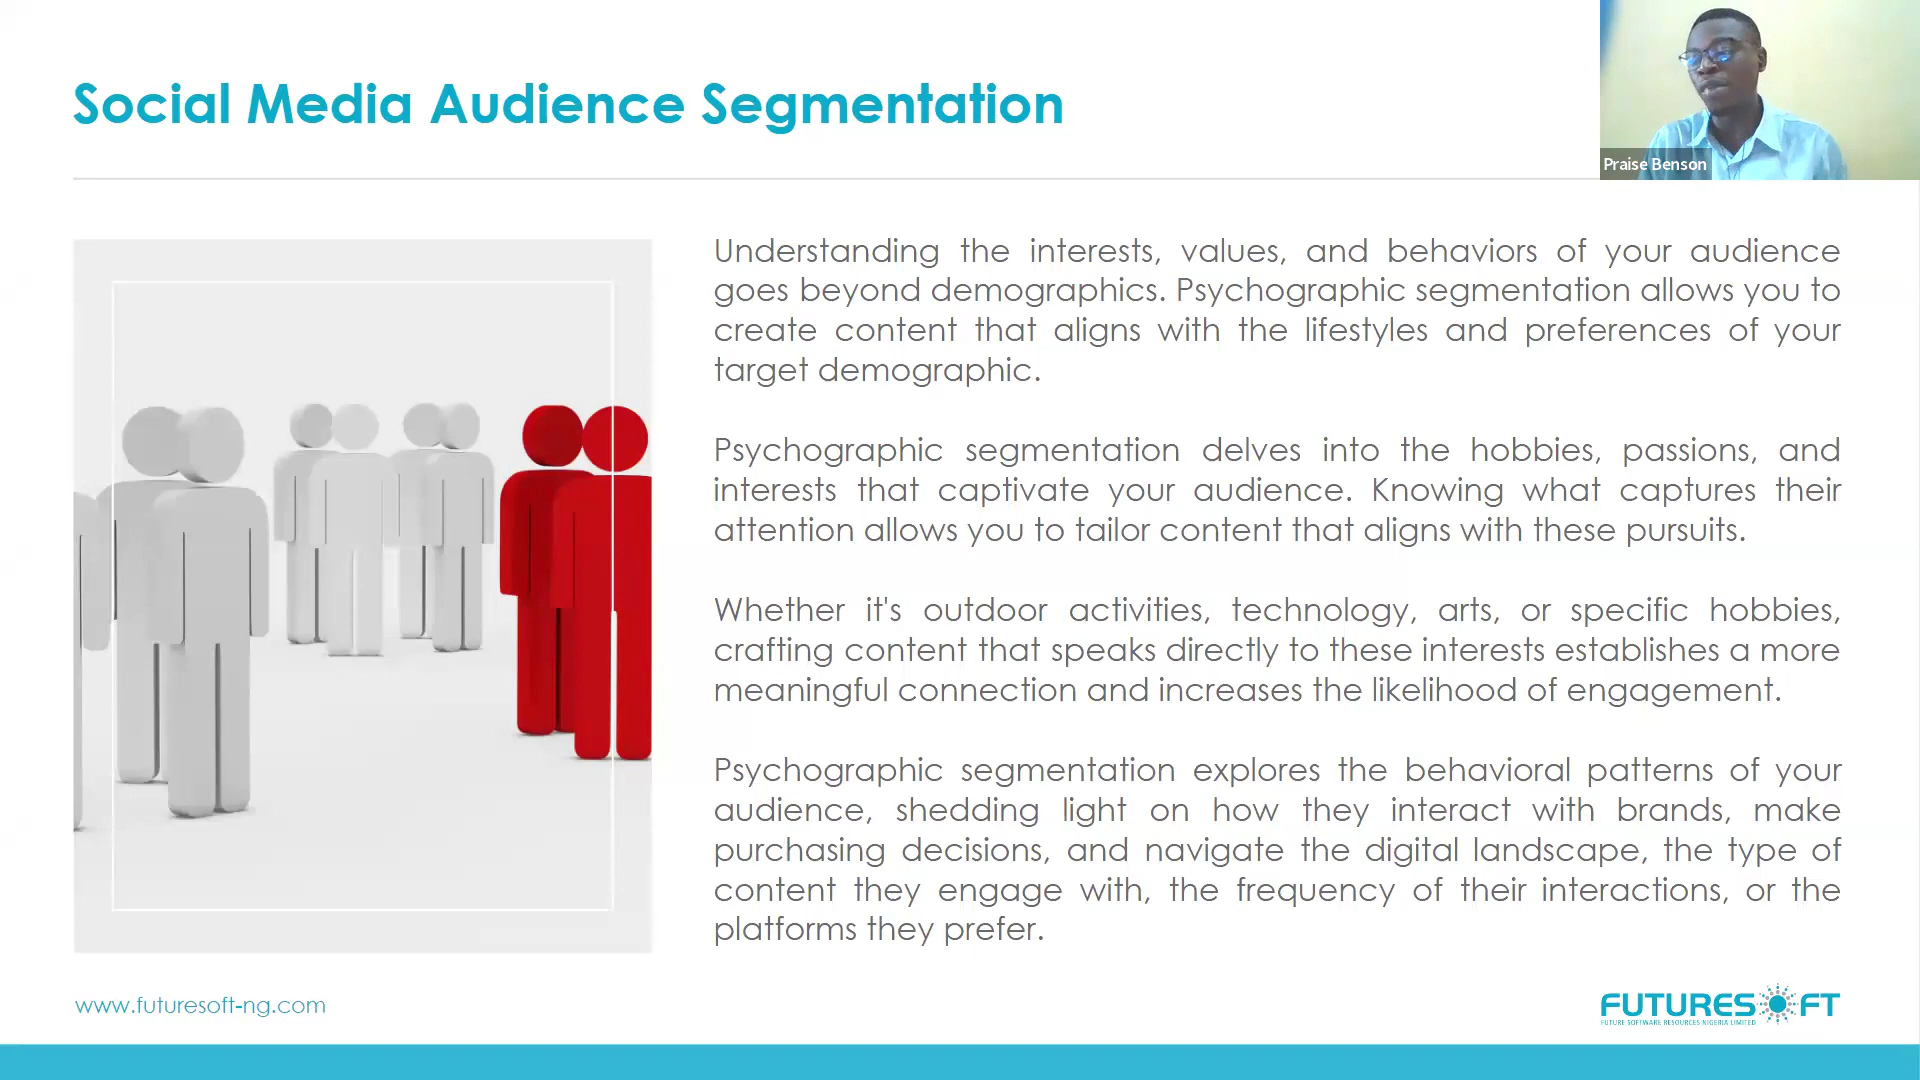 Social Media Audience Segmentation
Praise Benson
Understanding the interests, values, and behaviors of your audience
goes beyond demographics. Psychographic segmentation allows you to
create content that aligns with the lifestyles and preferences of your
target demographic.
Psychographic segmentation delves into the hobbies, passions, and
interests that captivate your audience. Knowing what captures their
attention allows you to tailor content that aligns with these pursuits.
Whether it's outdoor activities, technology, arts, or specific hobbies,
crafting content that speaks directly to these interests establishes a more
meaningful connection and increases the likelihood of engagement.
Psychographic segmentation explores the behavioral patterns of your
audience, shedding light on how they interact with brands, make
purchasing decisions, and navigate the digital landscape, the type of
content they engage with, the frequency of their interactions, or the
platforms they prefer.
www.futuresoft-ng.com
FUTURESOFT
FUTURE SOFTWARE RESOURCES NIGERIA LIMITED